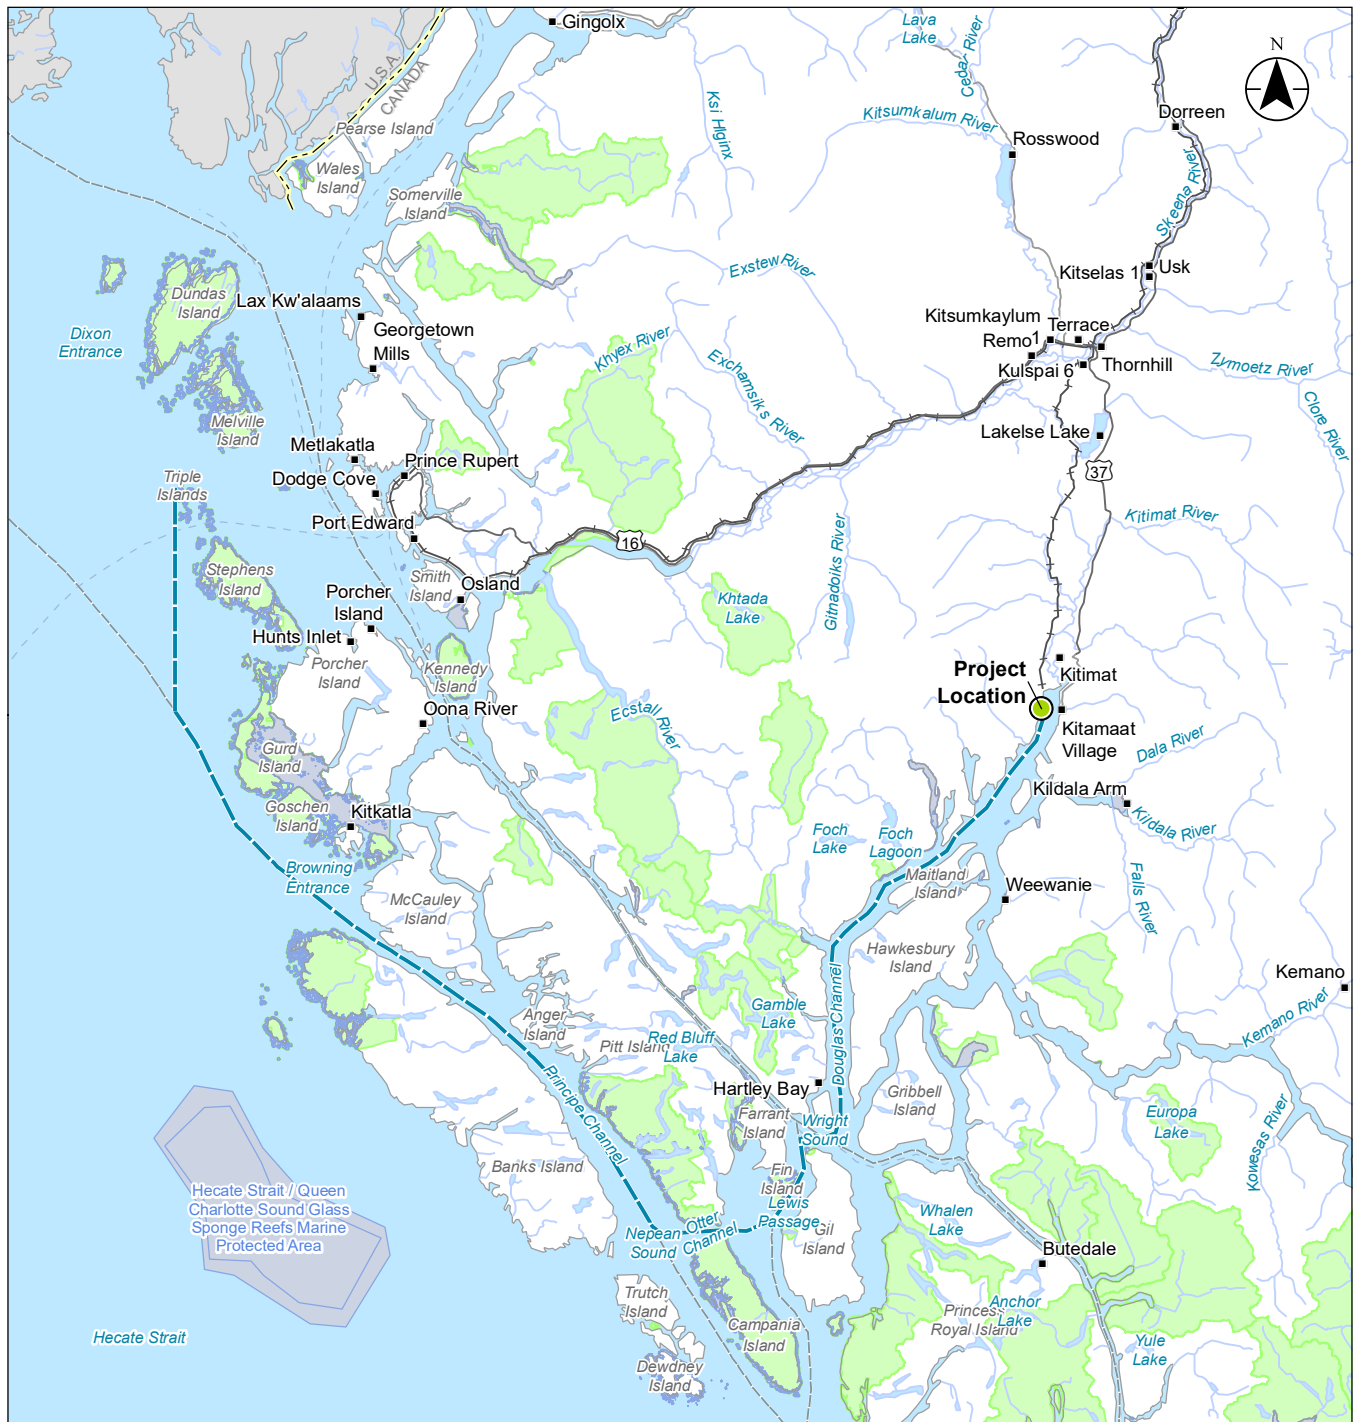 Gingolx
Lava
Lake
Cedar River
N
U.S.A.
CANADA
Pearse Island
Ksi Hlginx
Kitsumkalum River
Dorreen
Rosswood
Wales
Island
Somerville
Island
Skeena River
Exstew River
Kitselas 1
Usk
Dundas
Island
Lax Kw'alaams
Dixon
Entrance
Georgetown
Mills
Khyex River
Exchamsiks River
Kitsumkaylum
1
Remo
Terrace
Kulspai 6
Thornhill
Zymoetz River
Clore River
Melville
Island
Lakelse Lake
Metlakatla
Prince Rupert
Dodge Cove
Triple
Islands
37
Port Edward
16
Gitnadoiks River
Kitimat River
Stephens
Island
Smith
Island
Osland
Porcher
Island
Khtada
Lake
Hunts Inlet
Porcher
Island
Kennedy
Island
Project
Location
Kitimat
Oona River
Ecstall River
Kitamaat
Village
Dala River
Gurd
Island
Kildala Arm
Goschen
Island
Kitkatla
Foch
Lake
Foch
Lagoon
Kildala River
Browning
Entrance
Maitland
Island
Weewanie
Falls River
McCauley
Island
Hawkesbury
Island
Kemano
Anger
Island
Pitt Island
Red Bluff
Lake
Gamble
Lake
Douglas Channel
Kemano River
Principe Channel
Hartley Bay
Gribbell
Island
Farrant
Island
Wright
Sound
Europa
Lake
Kowesas River
Banks Island
Fin
Island
Lewis
Passage
Hecate Strait / Queen
Charlotte Sound Glass
Sponge Reefs Marine
Protected Area
Whalen
Lake
Nepean
Sound
Otter
Channel
Gil
Island
Butedale
Trutch
Island
Princess
Royal Island
Anchor
Lake
Campania
Island
Hecate Strait
Yule
Lake
Dewdney
Island